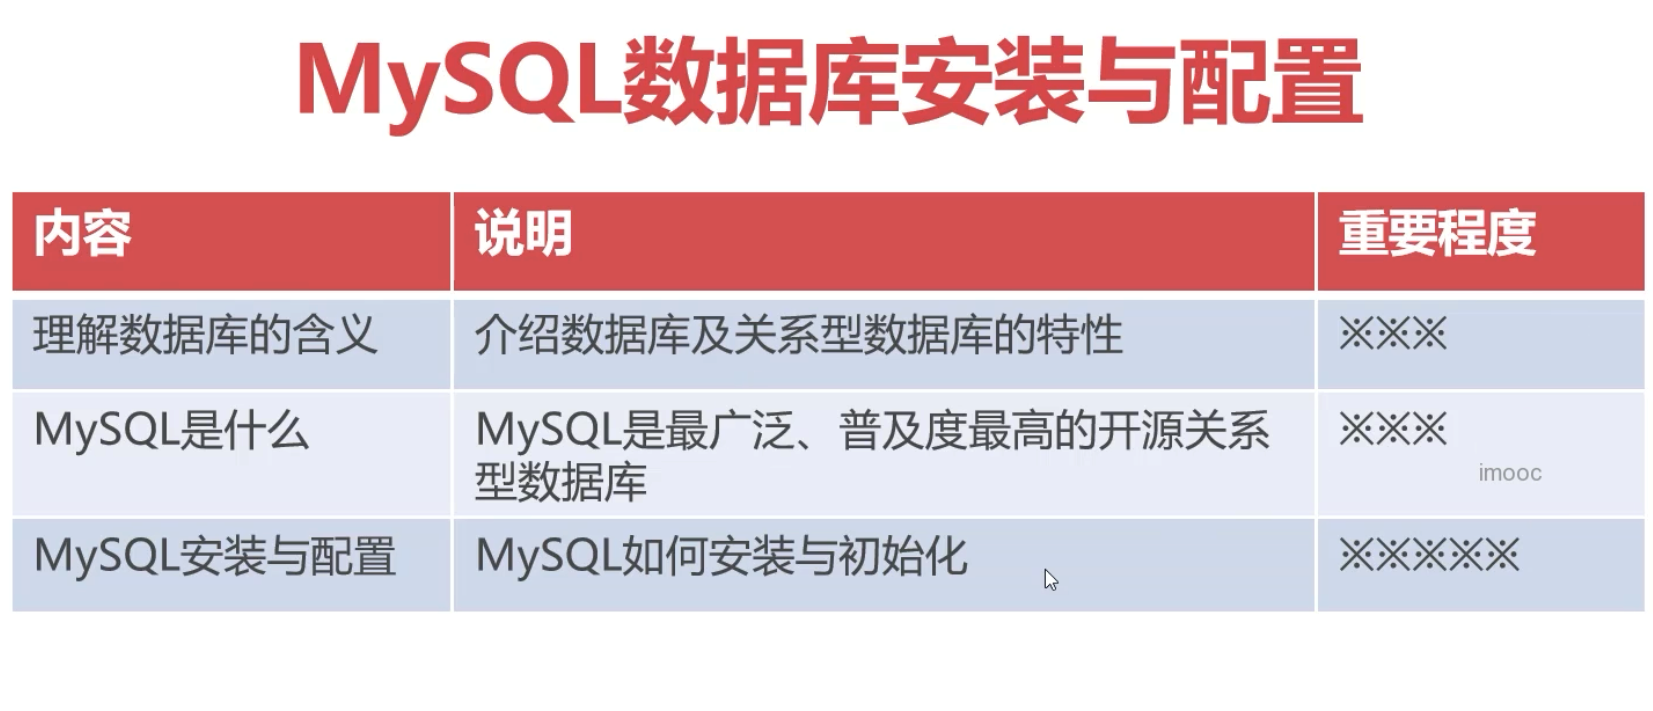 MySQL数据库安装与配置
内容 说明 重要程度
理解数据库的含义 介绍数据库及关系型数据库的特性 ※※※
MySQL是什么 MySQL是最广泛、普及度最高的开源关系 ※※※
型数据库
imooc
MySQL安装与配置 MySQL如何安装与初始化 ※※※※※